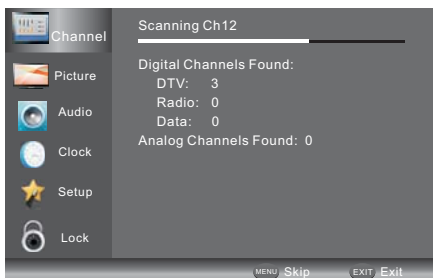 Channel
Picture
Audio
Clock
Setup
Lock
Scanning Ch12
Digital Channels Found:
DTV: 3
Radio: 0
Data: 0
Analog Channels Found: 0
MENU Skip EXIT Exit